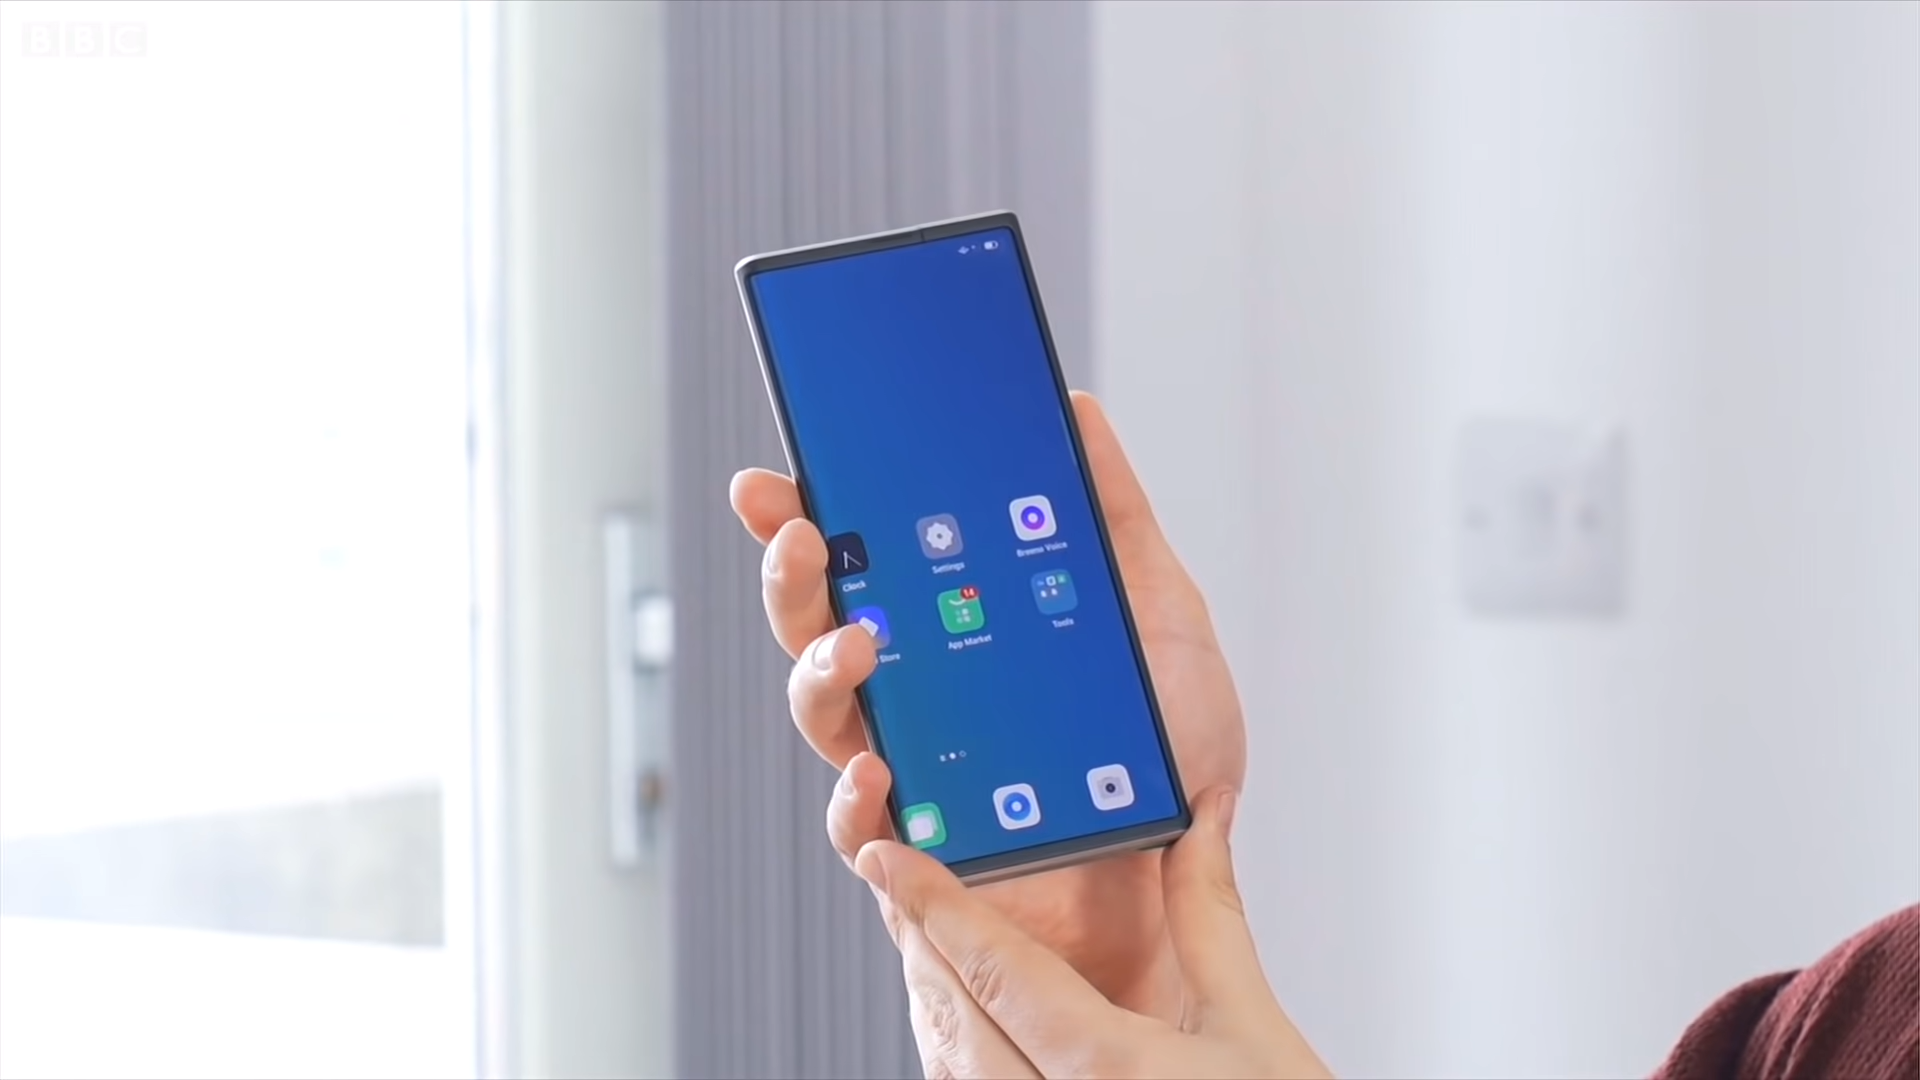 BBC
Clock
Settings
Breeno Voice
Store
App Market
14
Tools